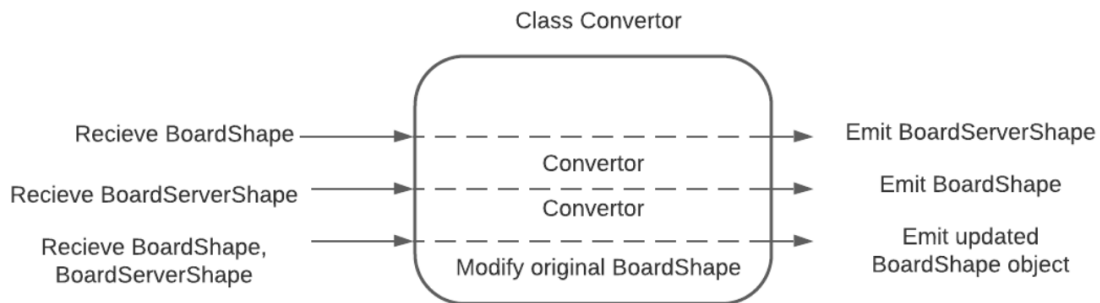 Class Convertor
Recieve BoardShape
Emit BoardServerShape
Convertor
Recieve BoardServerShape
Emit BoardShape
Convertor
Recieve BoardShape,
BoardServerShape
Modify original BoardShape
Emit updated
BoardShape object